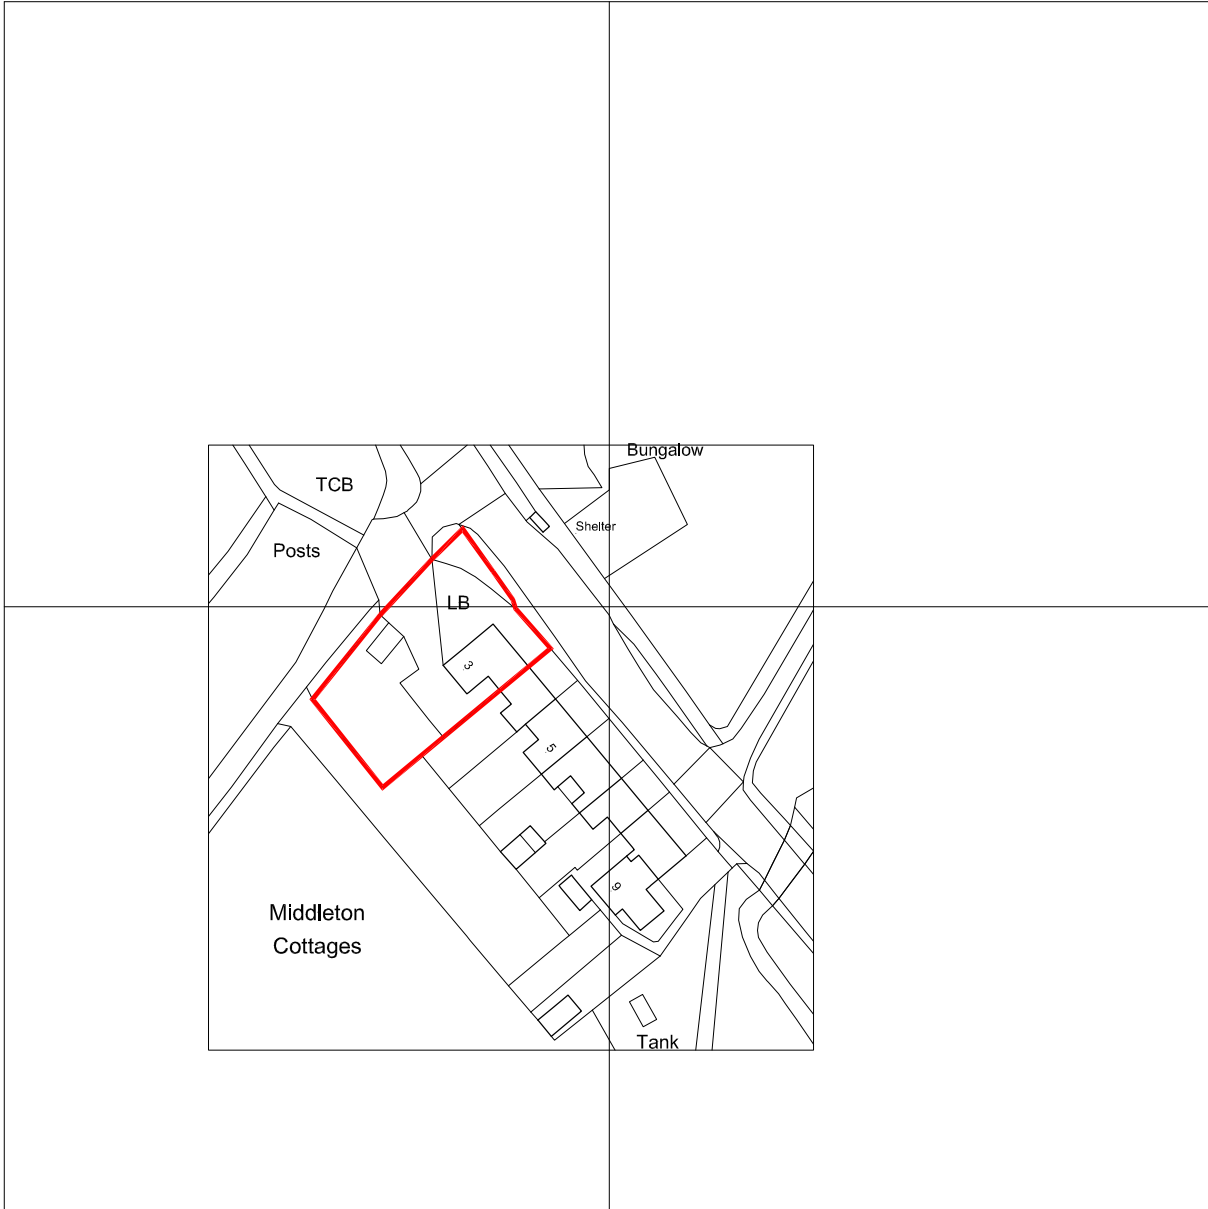 Bungalow
TCB
Shelter
Posts
LB
3
5
9
Middleton
Cottages
Tank